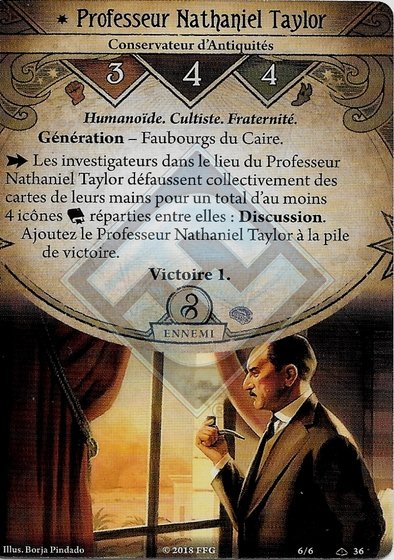 Professeur Nathaniel Taylor
Conservateur d'Antiquités
3 4 4
Humanoïde. Cultiste. Fraternité.
Génération – Faubourgs du Caire.
Les investigateurs dans le lieu du Professeur
Nathaniel Taylor défaussent collectivement des
cartes de leurs mains pour un total d'au moins
4 icônes réparties entre elles : Discussion.
Ajoutez le Professeur Nathaniel Taylor à la pile
de victoire.
Victoire 1.
ENNEMI
Illus. Borja Pindado © 2018 FFG 6/6 36